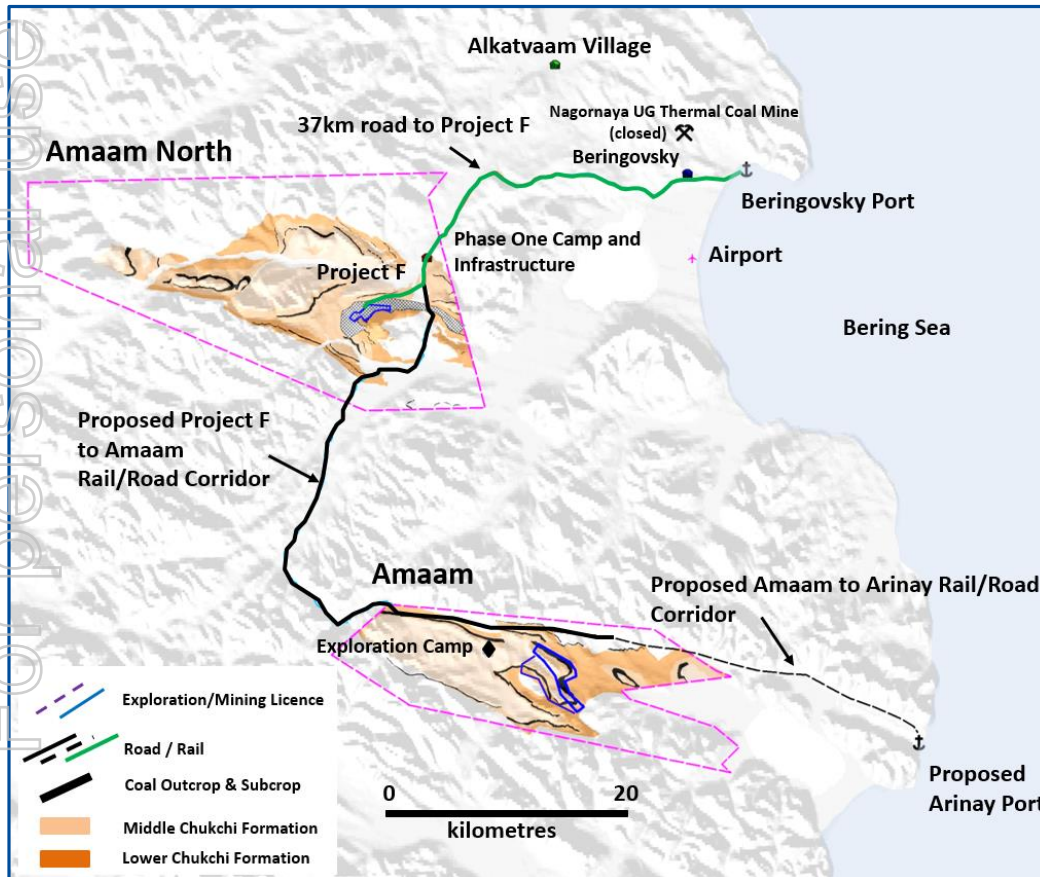 Alkatvaam Village
Nagornaya UG Thermal Coal Mine
(closed)
37km road to Project F
Beringovsky
Amaam North
Beringovsky Port
Phase One Camp and
Infrastructure
Airport
Project F
Bering Sea
Proposed Project F
to Amaam
Rail/Road Corridor
Amaam
Proposed Amaam to Arinay Rail/Road
Corridor
Exploration Camp
Exploration/Mining Licence
Road / Rail
Coal Outcrop & Subcrop
Middle Chukchi Formation
Lower Chukchi Formation
0 20
kilometres
Proposed
Arinay Port
For personal use